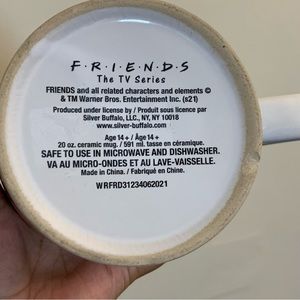 F·R·I·E·N·D·S
The TV Series
FRIENDS and all related characters and elements ©
& TM Warner Bros. Entertainment Inc. (s21)
Produced under license by / Produit sous licence par
Silver Buffalo, LLC., NY, NY 10018
www.silver-buffalo.com
Age 14+ / Âge 14+
20 oz. ceramic mug. / 591 ml. tasse en céramique.
SAFE TO USE IN MICROWAVE AND DISHWASHER.
VA AU MICRO-ONDES ET AU LAVE-VAISSELLE.
Made in China. / Fabriqué en Chine.
WRFRD31234062021